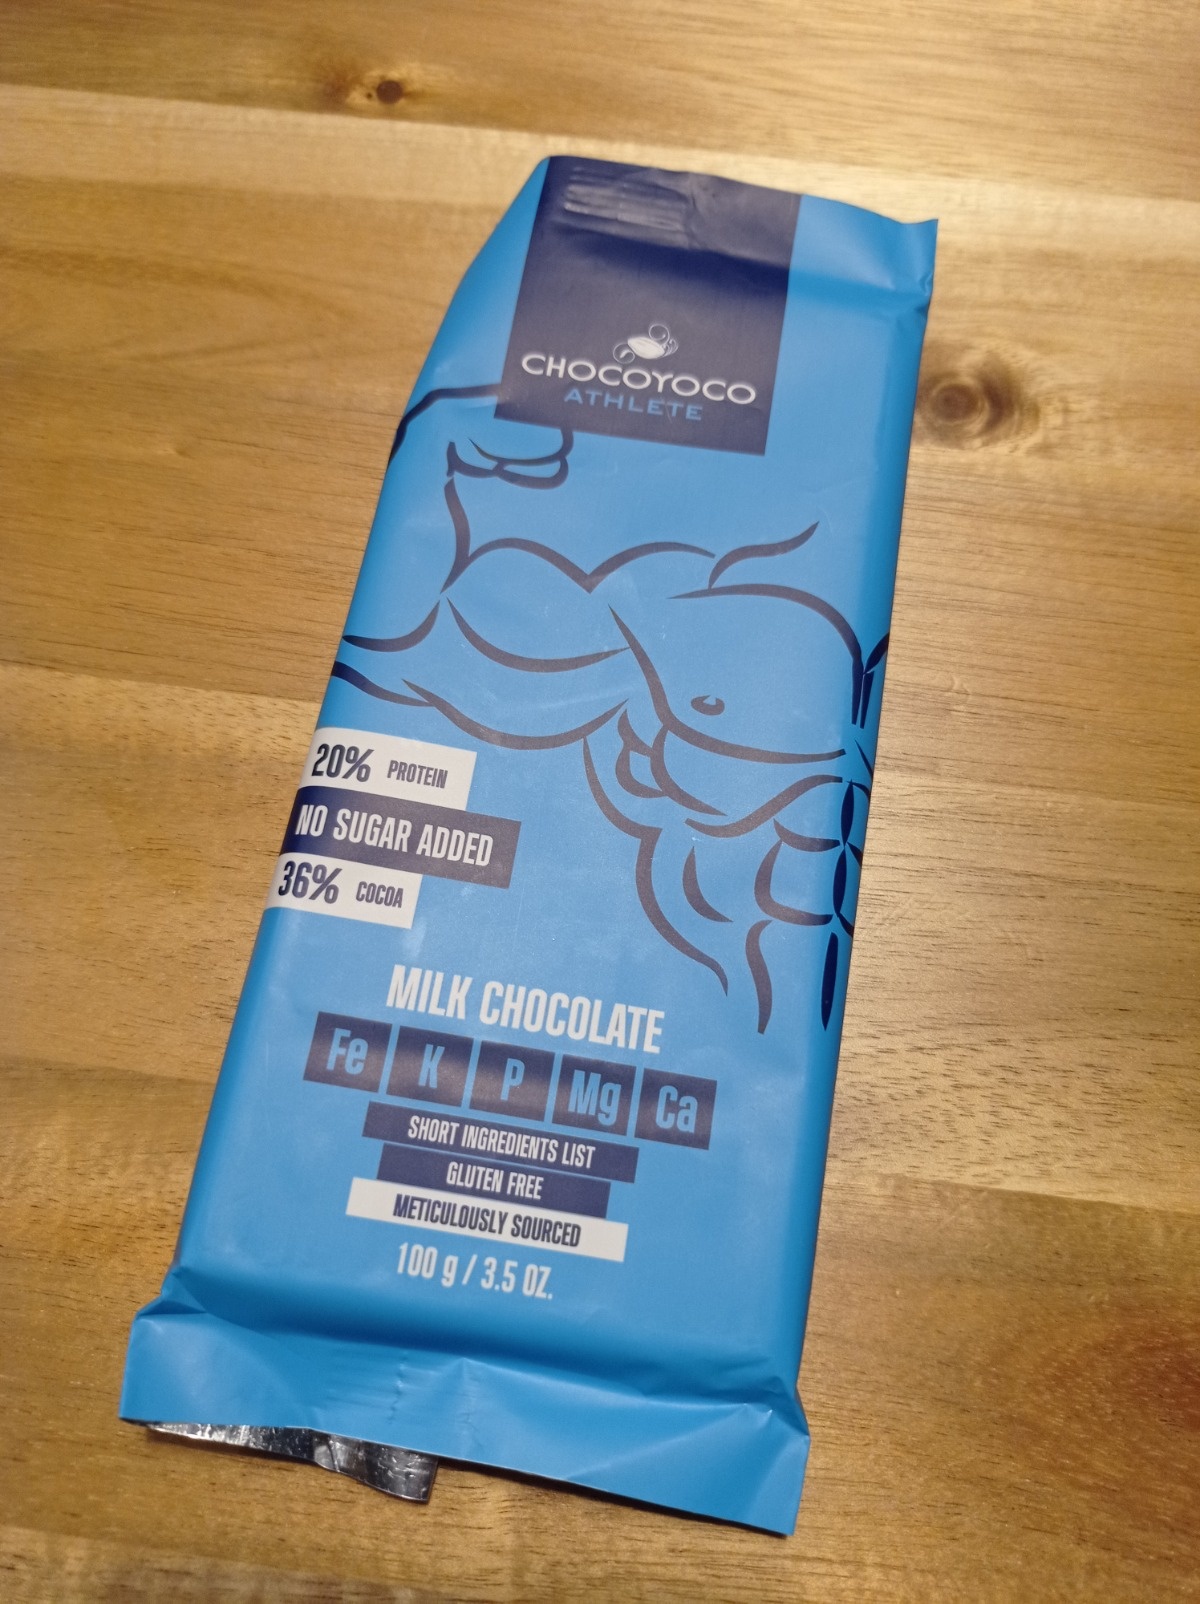 CHOCOYOCO
ATHLETE
20% PROTEIN
NO SUGAR ADDED
36% COCOA
MILK CHOCOLATE
Fe K P Mg Ca
SHORT INGREDIENTS LIST
GLUTEN FREE
METICULOUSLY SOURCED
100 g / 3.5 OZ.